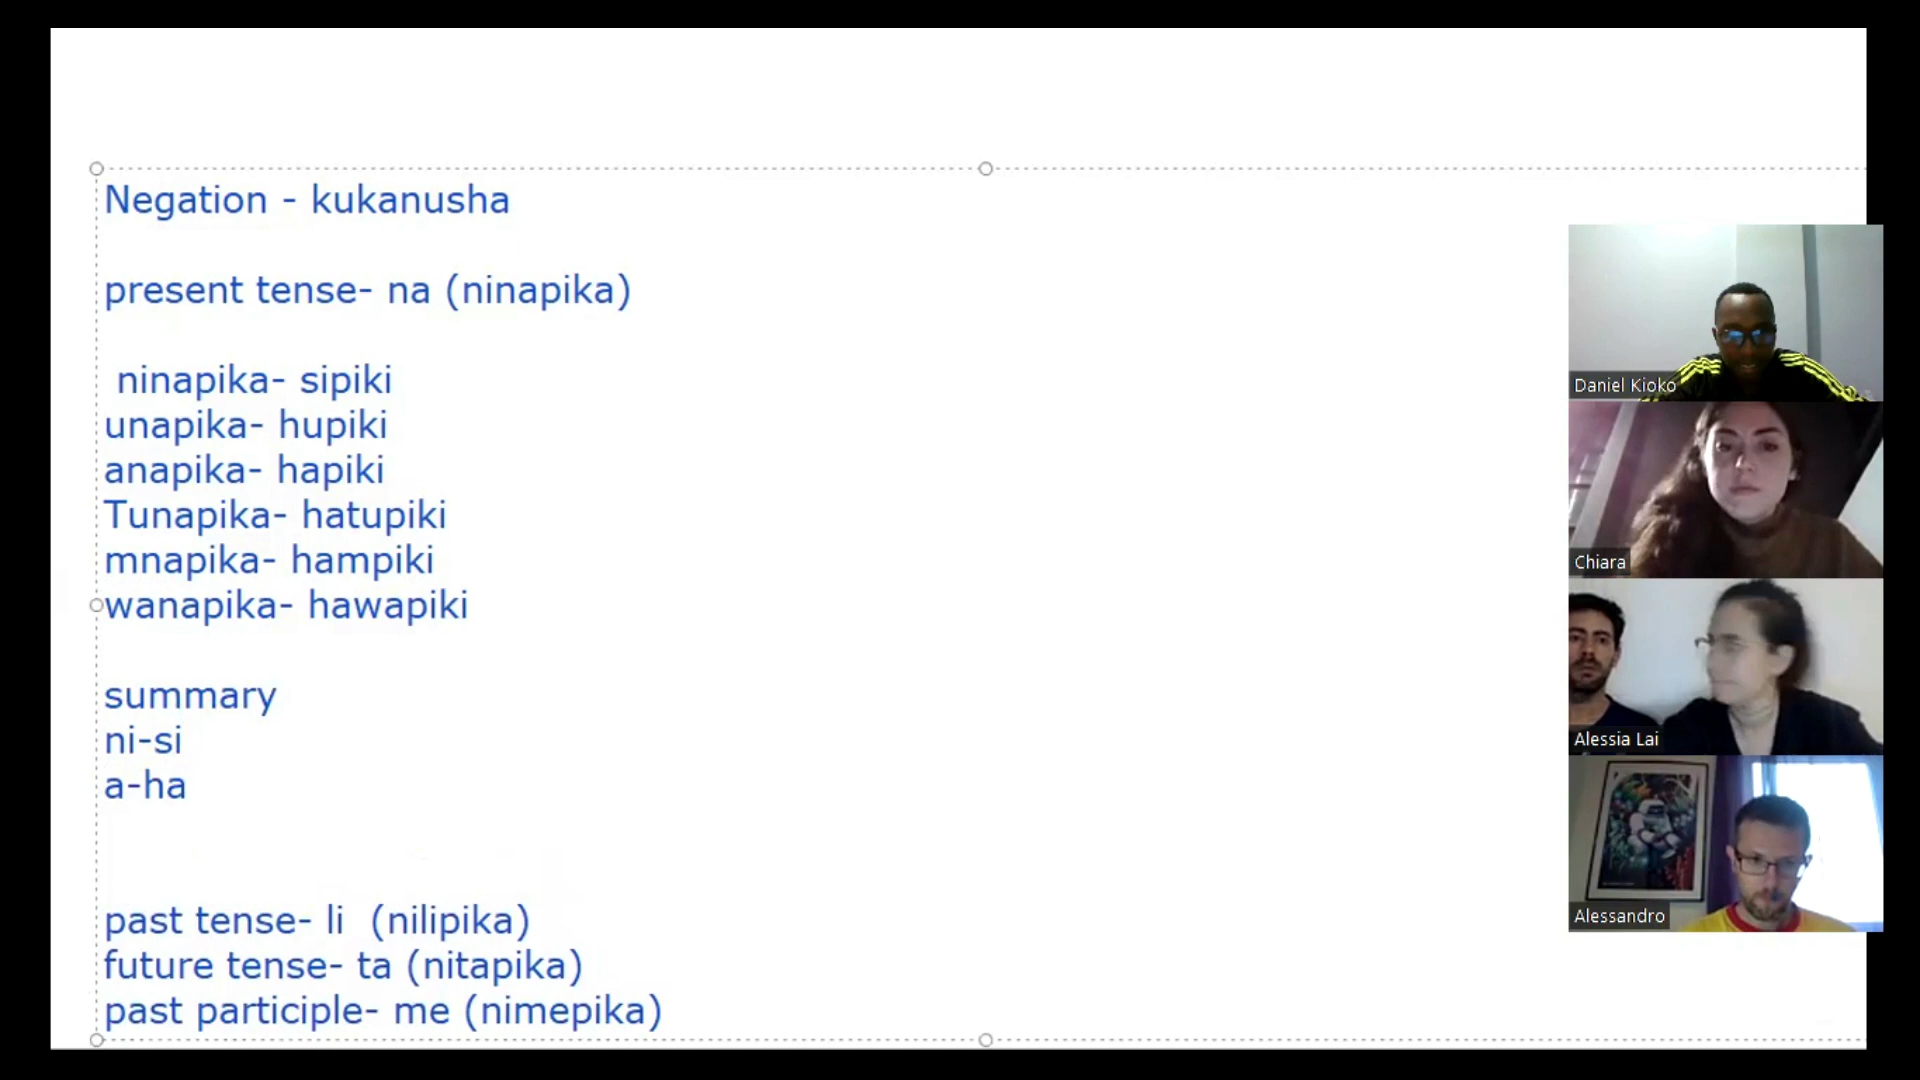 Negation - kukanusha
present tense- na (ninapika)
ninapika- sipiki
unapika- hupiki
anapika- hapiki
Tunapika- hatupiki
mnapika- hampiki
wanapika- hawapiki
summary
ni-si
a-ha
past tense- li (nilipika)
future tense- ta (nitapika)
past participle- me (nimepika)
Daniel Kioko
Chiara
Alessia Lai
Alessandro